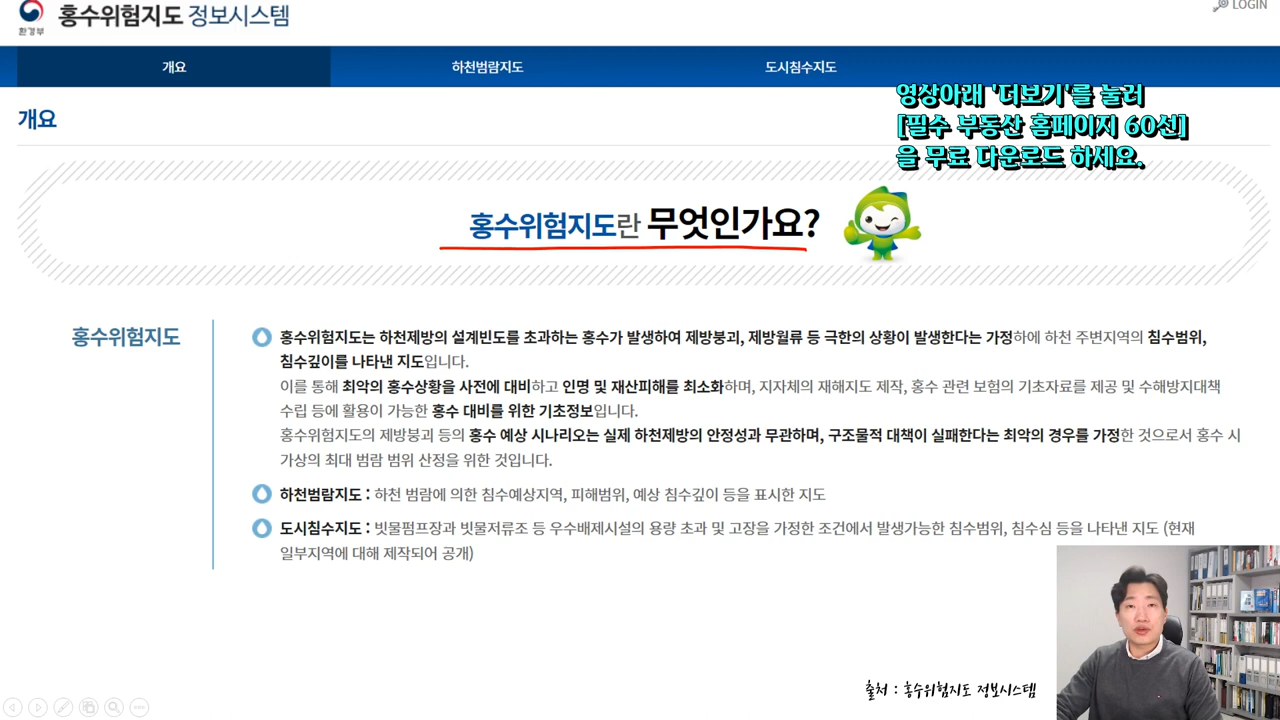 환경부
홍수위험지도 정보시스템
LOGIN
개요
하천범람지도
도시침수지도
개요
영상아래 '더보기'를 눌러
[필수 부동산 홈페이지 60선]
을 무료 다운로드 하세요.
홍수위험지도란 무엇인가요?
홍수위험지도
홍수위험지도는 하천제방의 설계빈도를 초과하는 홍수가 발생하여 제방붕괴, 제방월류 등 극한의 상황이 발생한다는 가정하에 하천 주변지역의 침수범위,
침수깊이를 나타낸 지도입니다.
이를 통해 최악의 홍수상황을 사전에 대비하고 인명 및 재산피해를 최소화하며, 지자체의 재해지도 제작, 홍수 관련 보험의 기초자료를 제공 및 수해방지대책
수립 등에 활용이 가능한 홍수 대비를 위한 기초정보입니다.
홍수위험지도의 제방붕괴 등의 홍수 예상 시나리오는 실제 하천제방의 안정성과 무관하며, 구조물적 대책이 실패한다는 최악의 경우를 가정한 것으로서 홍수 시
가상의 최대 범람 범위 산정을 위한 것입니다.
하천범람지도 : 하천 범람에 의한 침수예상지역, 피해범위, 예상 침수깊이 등을 표시한 지도
도시침수지도 : 빗물펌프장과 빗물저류조 등 우수배제시설의 용량 초과 및 고장을 가정한 조건에서 발생가능한 침수범위, 침수심 등을 나타낸 지도 (현재
일부지역에 대해 제작되어 공개)
출처 : 홍수위험지도 정보시스템